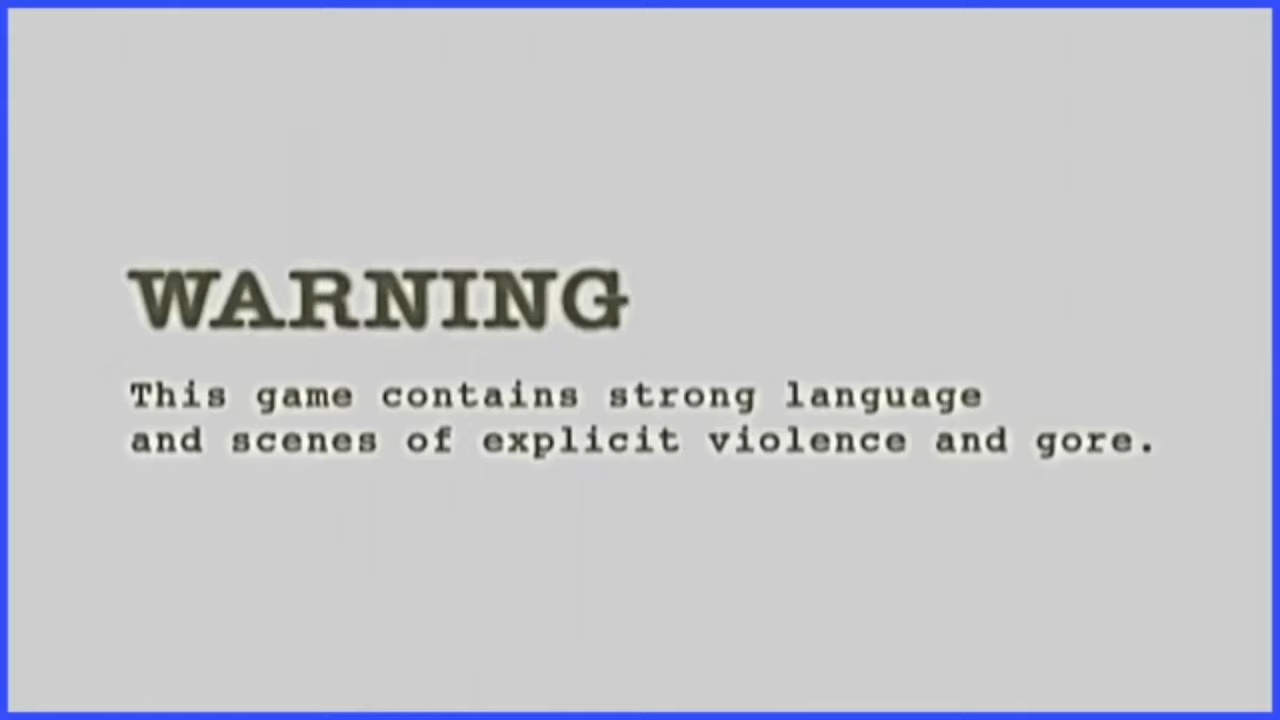 WARNING
This game contains strong language
and scenes of explicit violence and gore.